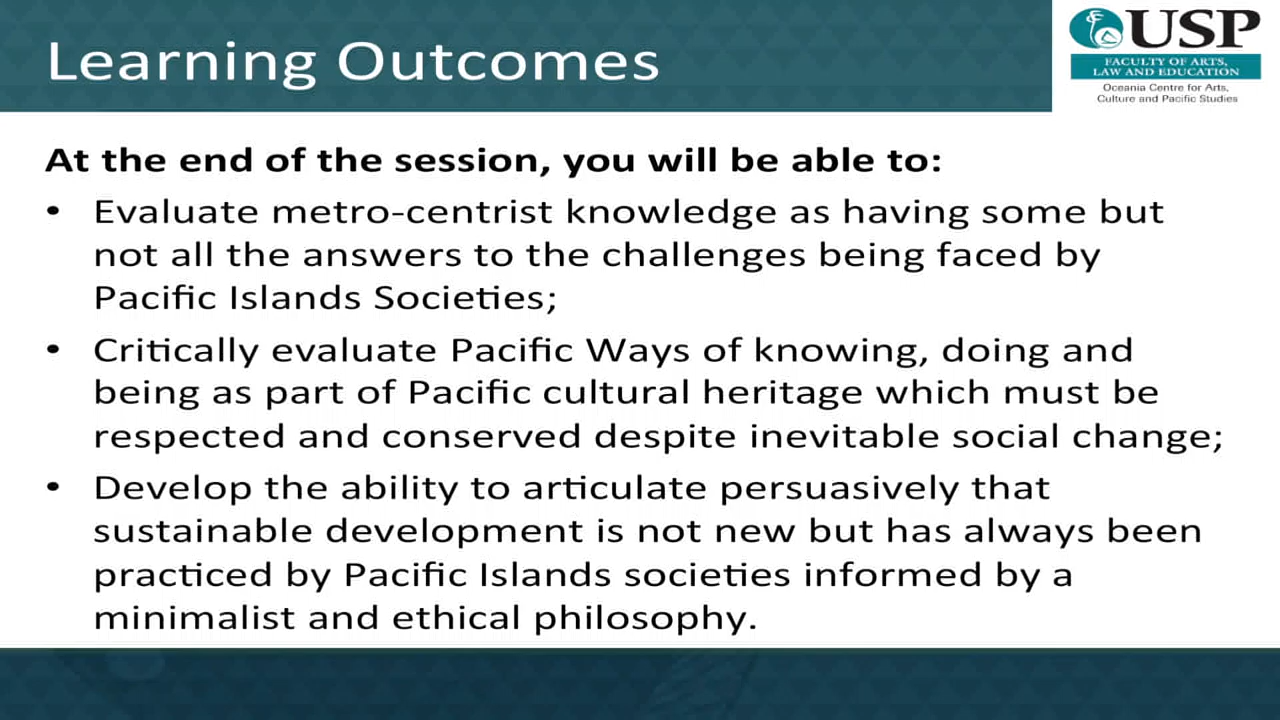 Learning Outcomes
USP
FACULTY OF ARTS,
LAW AND EDUCATION
Oceania Centre for Arts,
Culture and Pacific Studies
At the end of the session, you will be able to:
• Evaluate metro-centrist knowledge as having some but
not all the answers to the challenges being faced by
Pacific Islands Societies;
• Critically evaluate Pacific Ways of knowing, doing and
being as part of Pacific cultural heritage which must be
respected and conserved despite inevitable social change;
• Develop the ability to articulate persuasively that
sustainable development is not new but has always been
practiced by Pacific Islands societies informed by a
minimalist and ethical philosophy.